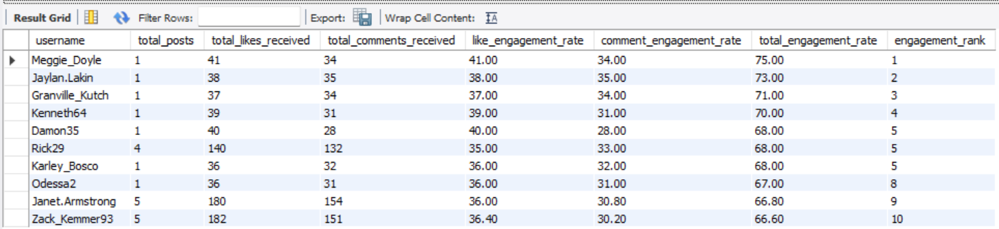 Result Grid Filter Rows: Export: Wrap Cell Content: IA
username total_posts total_likes_received total_comments_received like_engagement_rate comment_engagement_rate total_engagement_rate engagement_rank
Meggie_Doyle 1 41 34 41.00 34.00 75.00 1
Jaylan.Lakin 1 38 35 38.00 35.00 73.00 2
Granville_Kutch 1 37 34 37.00 34.00 71.00 3
Kenneth64 1 39 31 39.00 31.00 70.00 4
Damon35 1 40 28 40.00 28.00 68.00 5
Rick29 4 140 132 35.00 33.00 68.00 5
Karley_Bosco 1 36 32 36.00 32.00 68.00 5
Odessa2 1 36 31 36.00 31.00 67.00 8
Janet.Armstrong 5 180 154 36.00 30.80 66.80 9
Zack_Kemmer93 5 182 151 36.40 30.20 66.60 10